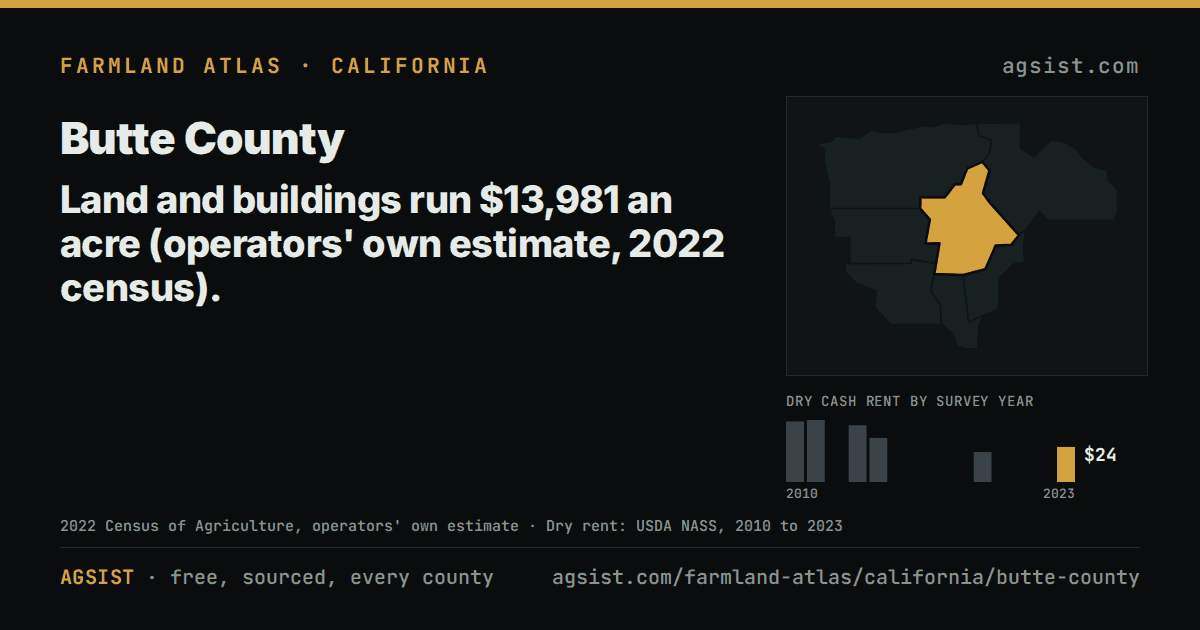 FARMLAND ATLAS · CALIFORNIA
agsist.com
Butte County
Land and buildings run $13,981 an
acre (operators' own estimate, 2022
census).
DRY CASH RENT BY SURVEY YEAR
$24
2010
2023
2022 Census of Agriculture, operators' own estimate · Dry rent: USDA NASS, 2010 to 2023
AGSIST · free, sourced, every county
agsist.com/farmland-atlas/california/butte-county